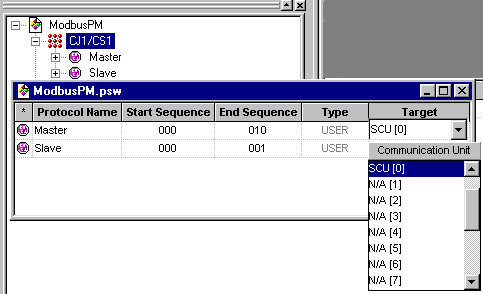 ModbusPM
CJ1/CS1
Master
Slave
ModbusPM.psw
* Protocol Name Start Sequence End Sequence Type Target
Master 000 010 USER SCU [0]
Slave 000 001 USER
Communication Unit
SCU [0]
N/A [1]
N/A [2]
N/A [3]
N/A [4]
N/A [5]
N/A [6]
N/A [7]